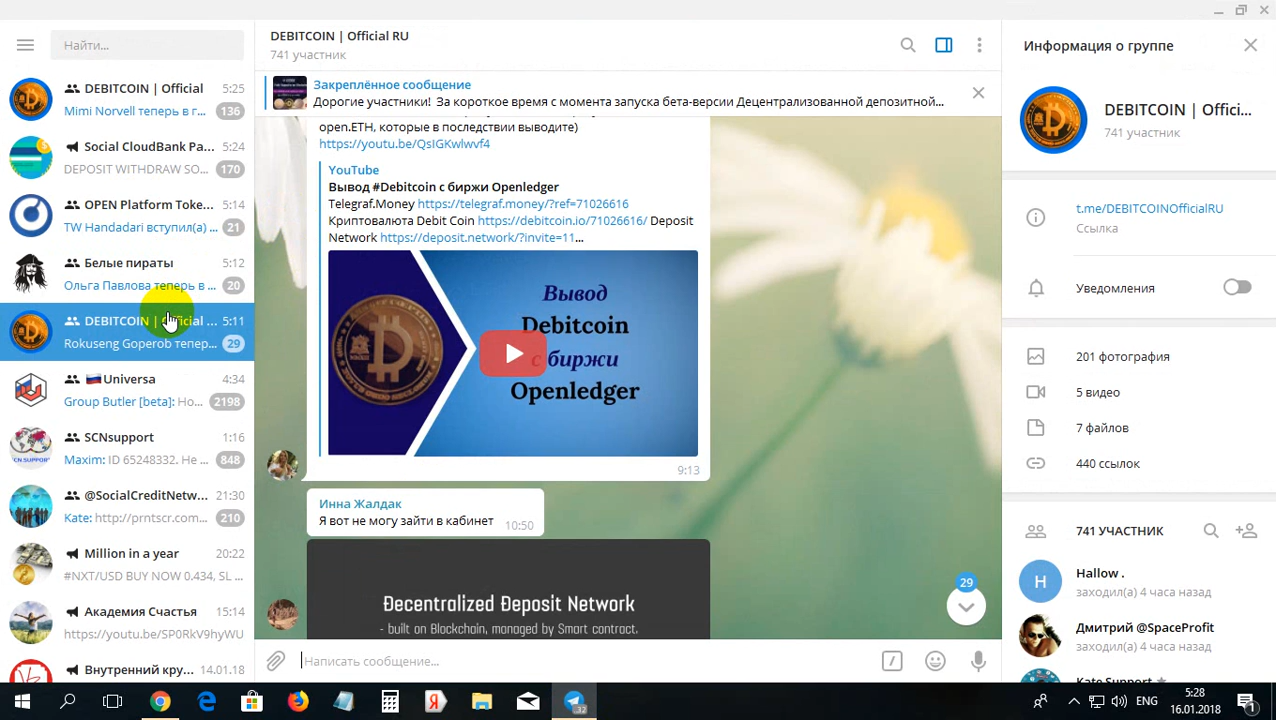 Найти...
DEBITCOIN | Official
5:25
Mimi Norvell теперь в г...
136
Social CloudBank Pa...
5:24
DEPOSIT WITHDRAW SO...
170
OPEN Platform Toke...
5:14
TW Handadari вступил(а) ...
21
Белые пираты
5:12
Ольга Павлова теперь в ...
20
DEBITCOIN | Official ...
5:11
Rokuseng Goperob тепер...
29
Universa
4:34
Group Butler [beta]: Но...
2198
SCNsupport
1:16
Maxim: ID 65248332. Не ...
848
@SocialCreditNetw...
21:30
Kate: http://prntscr.com...
210
Million in a year
20:22
#NXT/USD BUY NOW 0.434, SL ...
Академия Счастья
15:14
https://youtu.be/SP0RkV9hyWU
Внутренний кру...
14.01.18
DEBITCOIN | Official RU
741 участник
Закреплённое сообщение
Дорогие участники! За короткое время с момента запуска бета-версии Децентрализованной депозитной...
open.ETH, которые в последствии выводите)
https://youtu.be/QsIGKwlwvf4
YouTube
Вывод #Debitcoin с биржи Openledger
Telegraf.Money https://telegraf.money/?ref=71026616
Криптовалюта Debit Coin https://debitcoin.io/71026616/ Deposit
Network https://deposit.network/?invite=11...
Вывод
Debitcoin
с биржи
Openledger
9:13
Инна Жалдак
Я вот не могу зайти в кабинет
10:50
Decentralized Deposit Network
- built on Blockchain, managed by Smart contract.
29
Написать сообщение...
Информация о группе
DEBITCOIN | Offici...
741 участник
t.me/DEBITCOINOfficialRU
Ссылка
Уведомления
201 фотография
5 видео
7 файлов
440 ссылок
741 УЧАСТНИК
H
Hallow .
заходил(а) 4 часа назад
Дмитрий @SpaceProfit
заходил(а) 4 часа назад
Kate Support
32
ENG
5:28
16.01.2018
1